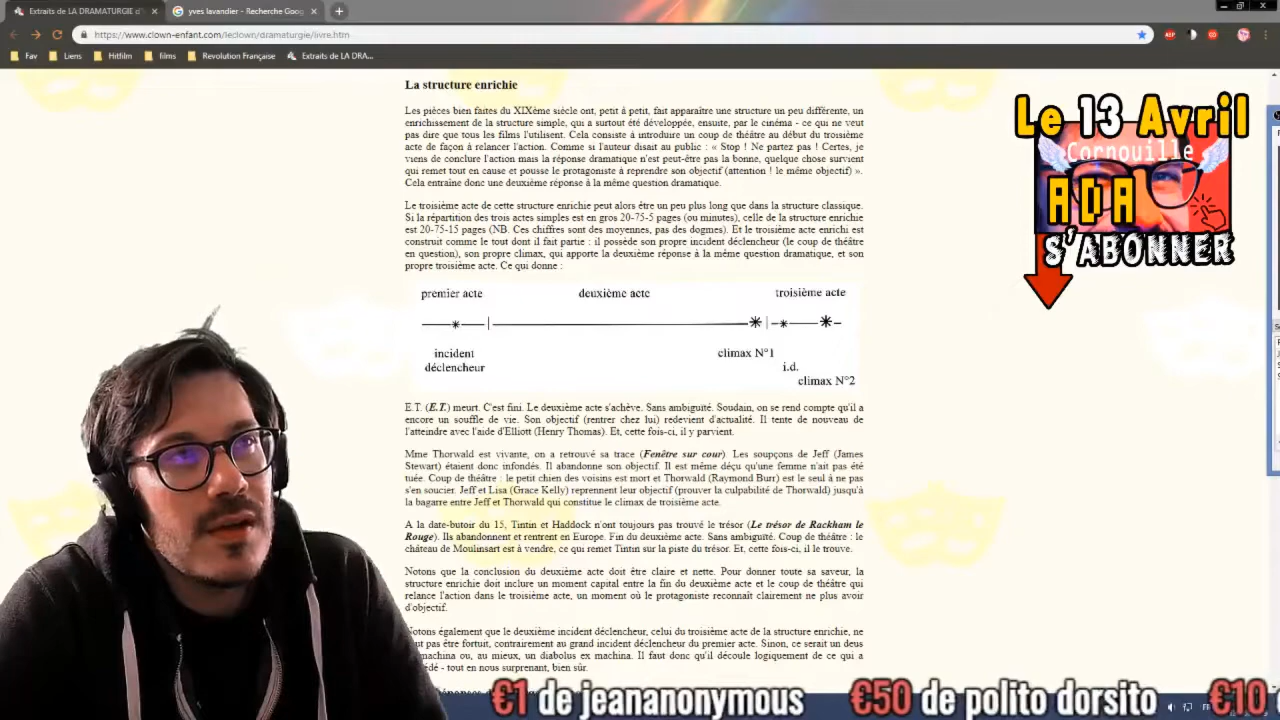 Extraits de LA DRAMATURGIE d'
yves lavandier - Recherche Goog
https://www.clown-enfant.com/leclown/dramaturgie/livre.htm
Fav
Liens
Hitfilm
films
Revolution Française
Extraits de LA DRA...
La structure enrichie
Les pièces bien faites du XIXème siècle ont, petit à petit, fait apparaître une structure un peu différente, un
enrichissement de la structure simple, qui a surtout été développée, ensuite, par le cinéma - ce qui ne veut
pas dire que tous les films l'utilisent. Cela consiste à introduire un coup de théâtre au début du troisième
acte de façon à relancer l'action. Comme si l'auteur disait au public : « Stop ! Ne partez pas ! Certes, je
viens de conclure l'action mais la réponse dramatique n'est peut-être pas la bonne, quelque chose survient
qui remet tout en cause et pousse le protagoniste à reprendre son objectif (attention ! le même objectif) ».
Cela entraîne donc une deuxième réponse à la même question dramatique.
Le troisième acte de cette structure enrichie peut alors être un peu plus long que dans la structure classique.
Si la répartition des trois actes simples est en gros 20-75-5 pages (ou minutes), celle de la structure enrichie
est 20-75-15 pages (NB. Ces chiffres sont des moyennes, pas des dogmes). Et le troisième acte enrichi est
construit comme le tout dont il fait partie : il possède son propre incident déclencheur (le coup de théâtre
en question), son propre climax, qui apporte la deuxième réponse à la même question dramatique, et son
propre troisième acte. Ce qui donne :
premier acte
deuxième acte
troisième acte
incident
déclencheur
climax N°1
i.d.
climax N°2
E.T. (E.T.) meurt. C'est fini. Le deuxième acte s'achève. Sans ambiguïté. Soudain, on se rend compte qu'il a
encore un souffle de vie. Son objectif (rentrer chez lui) redevient d'actualité. Il tente de nouveau de
l'atteindre avec l'aide d'Elliott (Henry Thomas). Et, cette fois-ci, il y parvient.
Mme Thorwald est vivante, on a retrouvé sa trace (Fenêtre sur cour). Les soupçons de Jeff (James
Stewart) étaient donc infondés. Il abandonne son objectif. Il est même déçu qu'une femme n'ait pas été
tuée. Coup de théâtre : le petit chien des voisins est mort et Thorwald (Raymond Burr) est le seul à ne pas
s'en soucier. Jeff et Lisa (Grace Kelly) reprennent leur objectif (prouver la culpabilité de Thorwald) jusqu'à
la bagarre entre Jeff et Thorwald qui constitue le climax de troisième acte.
A la date-butoir du 15, Tintin et Haddock n'ont toujours pas trouvé le trésor (Le trésor de Rackham le
Rouge). Ils abandonnent et rentrent en Europe. Fin du deuxième acte. Sans ambiguïté. Coup de théâtre : le
château de Moulinsart est à vendre, ce qui remet Tintin sur la piste du trésor. Et, cette fois-ci, il le trouve.
Notons que la conclusion du deuxième acte doit être claire et nette. Pour donner toute sa saveur, la
structure enrichie doit inclure un moment capital entre la fin du deuxième acte et le coup de théâtre qui
relance l'action dans le troisième acte, un moment où le protagoniste reconnaît clairement ne plus avoir
d'objectif.
Notons également que le deuxième incident déclencheur, celui du troisième acte de la structure enrichie, ne
pas être fortuit, contrairement au grand incident déclencheur du premier acte. Sinon, ce serait un deus
machina ou, au mieux, un diabolus ex machina. Il faut donc qu'il découle logiquement de ce qui a
- tout en nous surprenant, bien sûr.
Le 13 Avril
Cornouille
ADA
S'ABONNER
€1 de jeananonymous
€50 de polito dorsito
€10